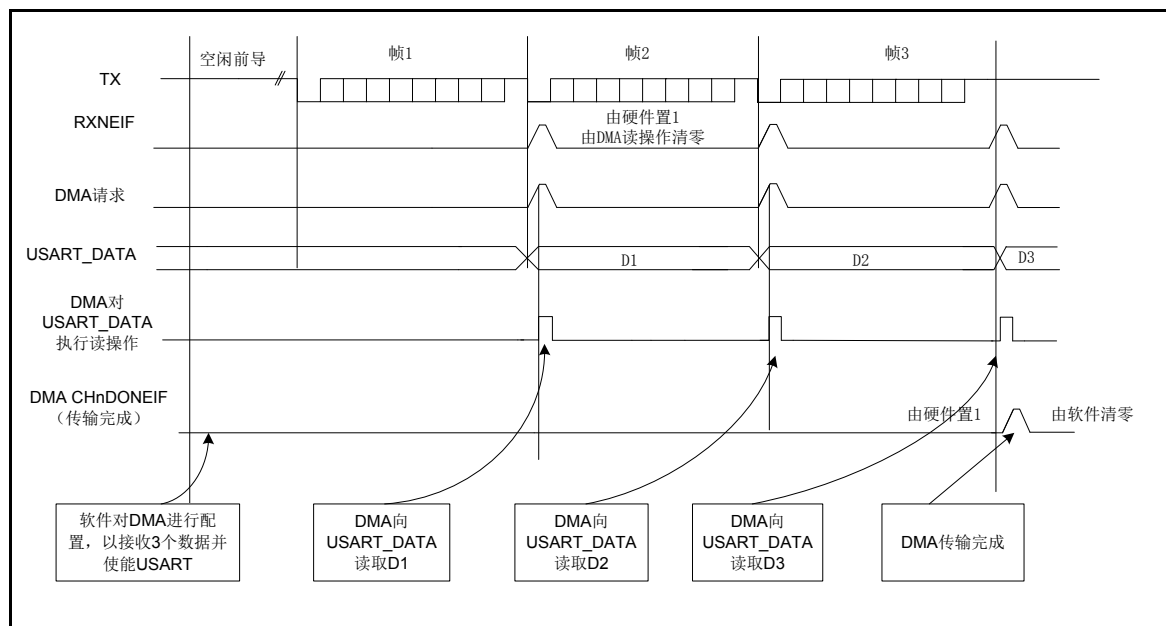 空闲前导
帧1
帧2
帧3
TX
RXNEIF
由硬件置1
由DMA读操作清零
DMA请求
USART_DATA
D1
D2
D3
DMA对
USART_DATA
执行读操作
DMA CHnDONEIF
（传输完成）
由硬件置1
由软件清零
软件对DMA进行配
置，以接收3个数据并
使能USART
DMA向
USART_DATA
读取D1
DMA向
USART_DATA
读取D2
DMA向
USART_DATA
读取D3
DMA传输完成